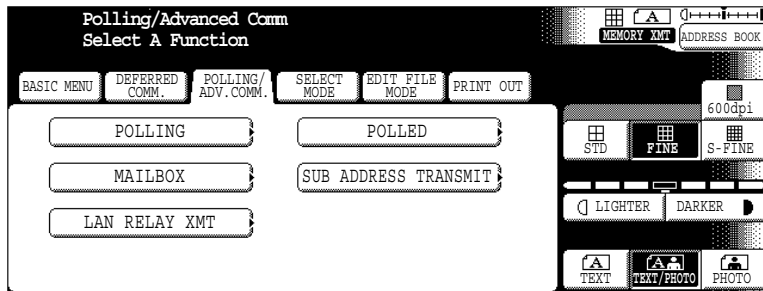 Polling/Advanced Comm
Select A Function
A
MEMORY XMT
ADDRESS BOOK
BASIC MENU
DEFERRED
COMM.
POLLING/
ADV.COMM.
SELECT
MODE
EDIT FILE
MODE
PRINT OUT
600dpi
POLLING
POLLED
STD
FINE
S-FINE
MAILBOX
SUB ADDRESS TRANSMIT
LIGHTER
DARKER
LAN RELAY XMT
A
TEXT
A
TEXT/PHOTO
PHOTO